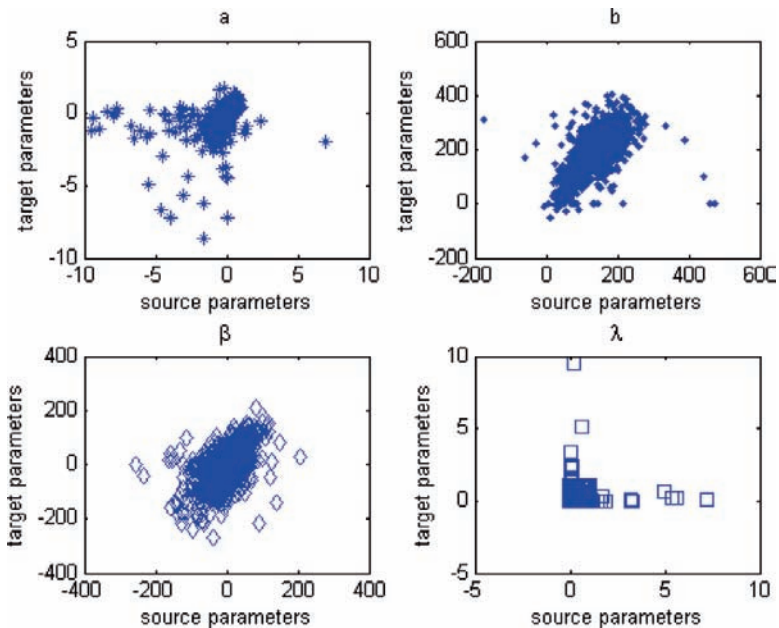 a
5
0
-5
-10
-10 -5 0 5 10
target parameters
source parameters
b
600
400
200
0
-200
-200 0 200 400 600
target parameters
source parameters
β
400
200
0
-200
-400
-400 -200 0 200 400
target parameters
source parameters
λ
10
5
0
-5
-5 0 5 10
target parameters
source parameters